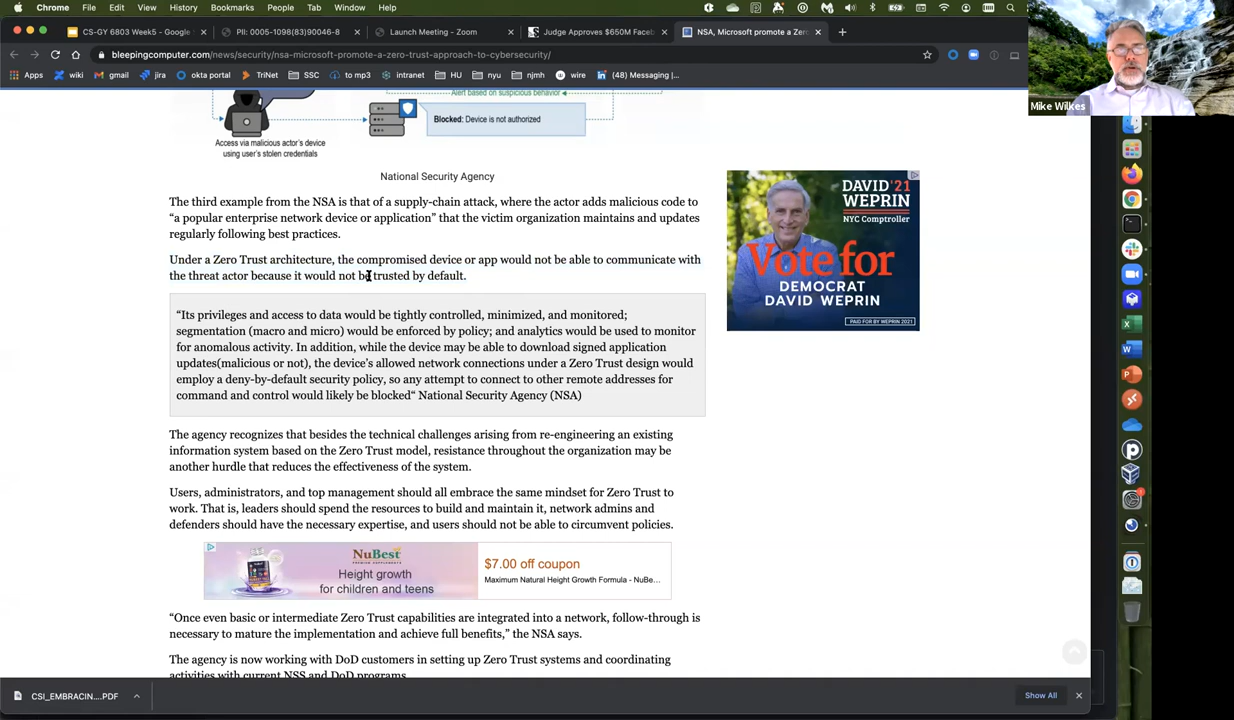 Chrome File Edit View History Bookmarks People Tab Window Help
CS-GY 6803 Week5 - Google
PII: 0005-1098(83)90046-8
Launch Meeting - Zoom
Judge Approves $650M Faceb
NSA, Microsoft promote a Zero
bleepingcomputer.com/news/security/nsa-microsoft-promote-a-zero-trust-approach-to-cybersecurity/
Apps wiki gmail jira okta portal TriNet SSC to mp3 intranet HU nyu njmh wire (48) Messaging |...
Mike Wilkes
Alert based on suspicious behavior
Blocked: Device is not authorized
Access via malicious actor's device
using user's stolen credentials
National Security Agency
The third example from the NSA is that of a supply-chain attack, where the actor adds malicious code to
“a popular enterprise network device or application” that the victim organization maintains and updates
regularly following best practices.
Under a Zero Trust architecture, the compromised device or app would not be able to communicate with
the threat actor because it would not be trusted by default.
“Its privileges and access to data would be tightly controlled, minimized, and monitored;
segmentation (macro and micro) would be enforced by policy; and analytics would be used to monitor
for anomalous activity. In addition, while the device may be able to download signed application
updates(malicious or not), the device’s allowed network connections under a Zero Trust design would
employ a deny-by-default security policy, so any attempt to connect to other remote addresses for
command and control would likely be blocked“ National Security Agency (NSA)
The agency recognizes that besides the technical challenges arising from re-engineering an existing
information system based on the Zero Trust model, resistance throughout the organization may be
another hurdle that reduces the effectiveness of the system.
Users, administrators, and top management should all embrace the same mindset for Zero Trust to
work. That is, leaders should spend the resources to build and maintain it, network admins and
defenders should have the necessary expertise, and users should not be able to circumvent policies.
NuBest
Height growth
for children and teens
$7.00 off coupon
Maximum Natural Height Growth Formula - NuBe...
“Once even basic or intermediate Zero Trust capabilities are integrated into a network, follow-through is
necessary to mature the implementation and achieve full benefits,” the NSA says.
The agency is now working with DoD customers in setting up Zero Trust systems and coordinating
activities with current NSS and DoD programs.
DAVID '21
WEPRIN
NYC Comptroller
Vote for
DEMOCRAT
DAVID WEPRIN
PAID FOR BY WEPRIN 2021
CSI_EMBRACIN....PDF
Show All